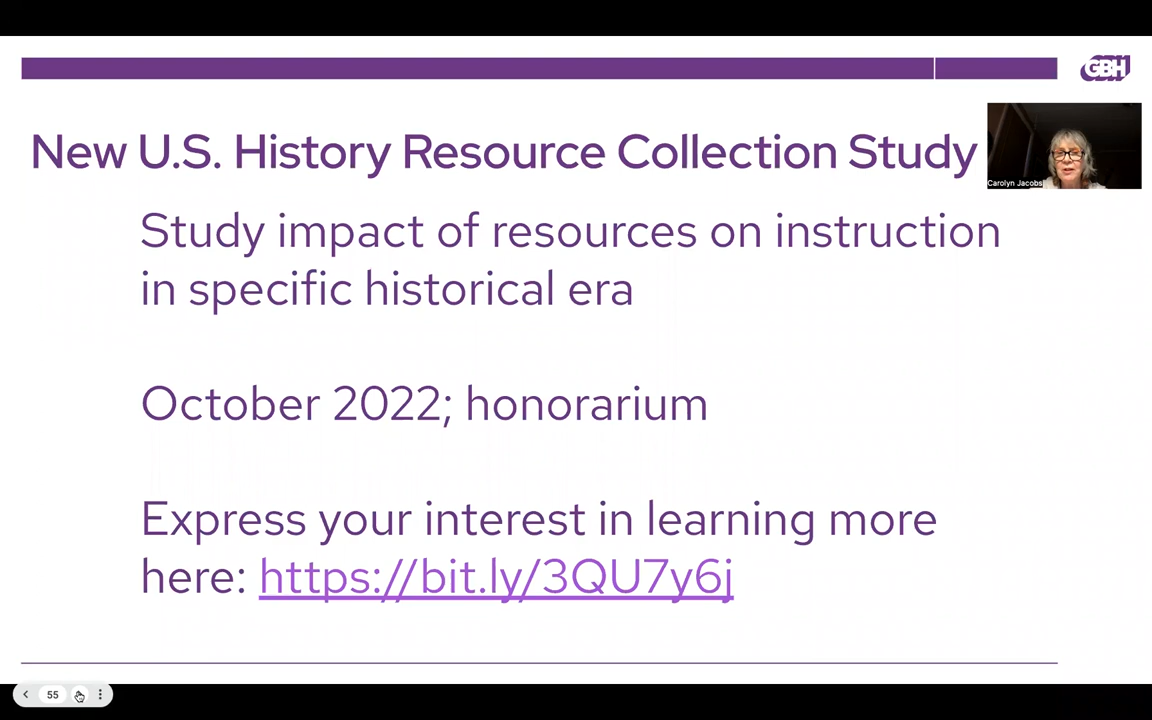 GBH
New U.S. History Resource Collection Study
Carolyn Jacobs
Study impact of resources on instruction
in specific historical era
October 2022; honorarium
Express your interest in learning more
here: https://bit.ly/3QU7y6j
55